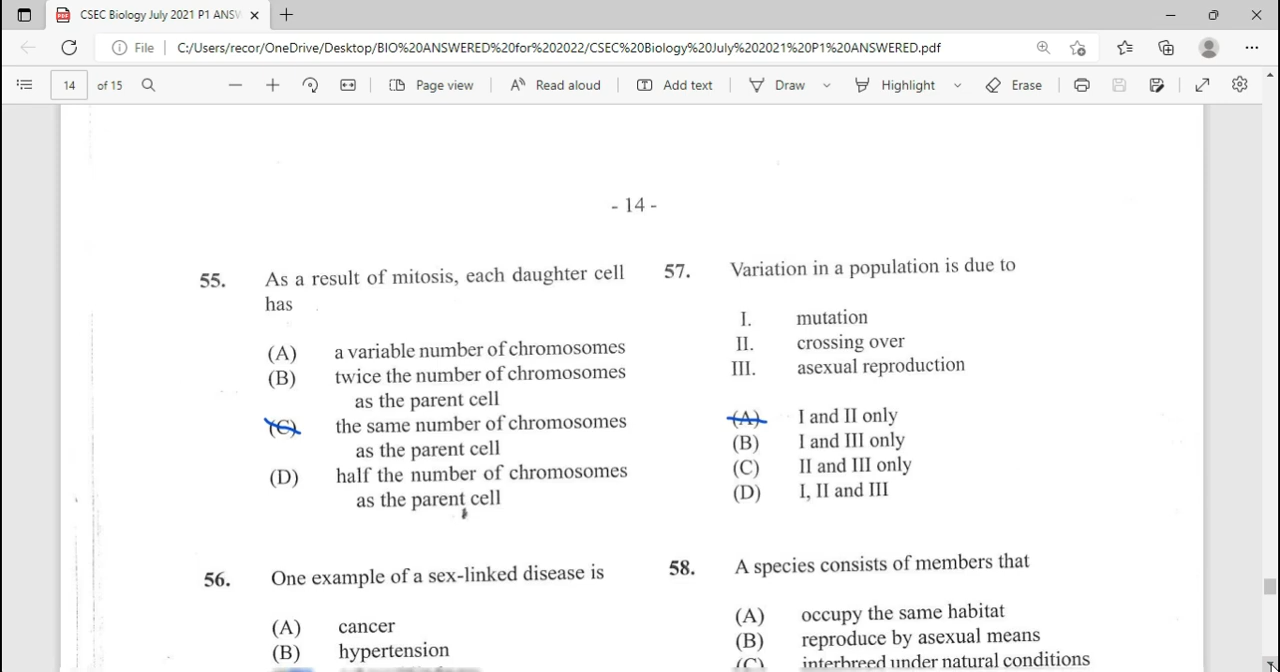 CSEC Biology July 2021 P1 ANSW
File
C:/Users/recor/OneDrive/Desktop/BIO%20ANSWERED%20for%202022/CSEC%20Biology%20July%202021%20P1%20ANSWERED.pdf
14 of 15
Page view
Read aloud
Add text
Draw
Highlight
Erase
- 14 -
55. As a result of mitosis, each daughter cell
has
(A) a variable number of chromosomes
(B) twice the number of chromosomes
as the parent cell
(C) the same number of chromosomes
as the parent cell
(D) half the number of chromosomes
as the parent cell
56. One example of a sex-linked disease is
(A) cancer
(B) hypertension
57. Variation in a population is due to
I. mutation
II. crossing over
III. asexual reproduction
(A) I and II only
(B) I and III only
(C) II and III only
(D) I, II and III
58. A species consists of members that
(A) occupy the same habitat
(B) reproduce by asexual means
(C) interbreed under natural conditions